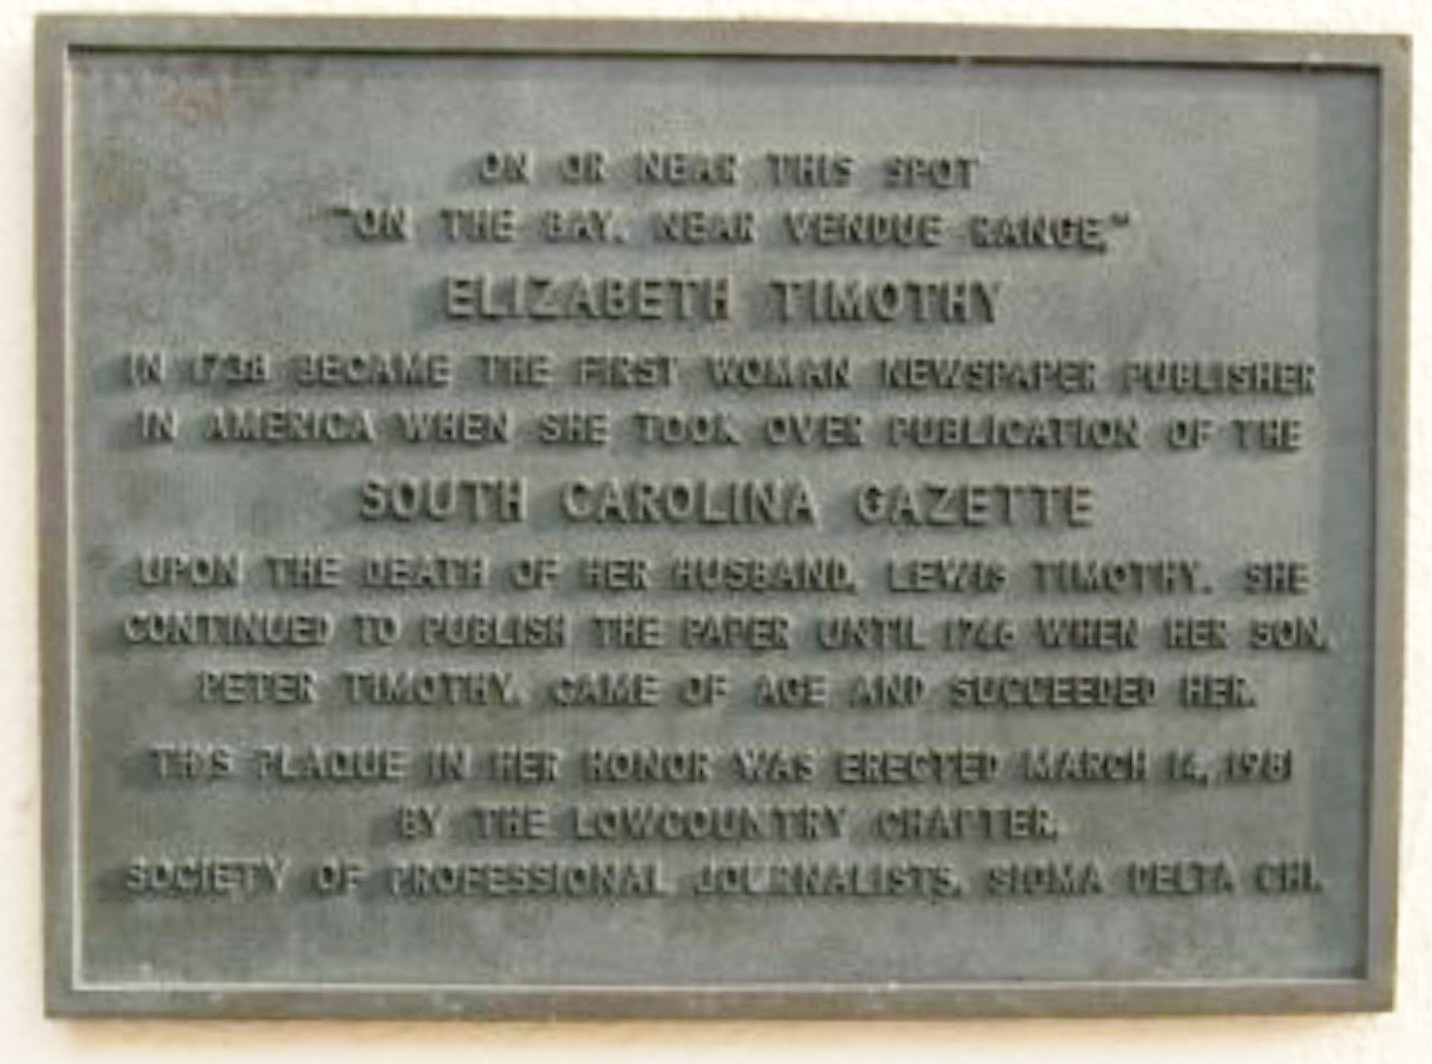 ON OR NEAR THIS SPOT
"ON THE BAY, NEAR VENDUE RANGE,"
ELIZABETH TIMOTHY
IN 1738 BECAME THE FIRST WOMAN NEWSPAPER PUBLISHER
IN AMERICA WHEN SHE TOOK OVER PUBLICATION OF THE
SOUTH CAROLINA GAZETTE
UPON THE DEATH OF HER HUSBAND, LEWIS TIMOTHY. SHE
CONTINUED TO PUBLISH THE PAPER UNTIL 1746 WHEN HER SON,
PETER TIMOTHY, CAME OF AGE AND SUCCEEDED HER.
THIS PLAQUE IN HER HONOR WAS ERECTED MARCH 14, 1981
BY THE LOWCOUNTRY CHAPTER,
SOCIETY OF PROFESSIONAL JOURNALISTS, SIGMA DELTA CHI.